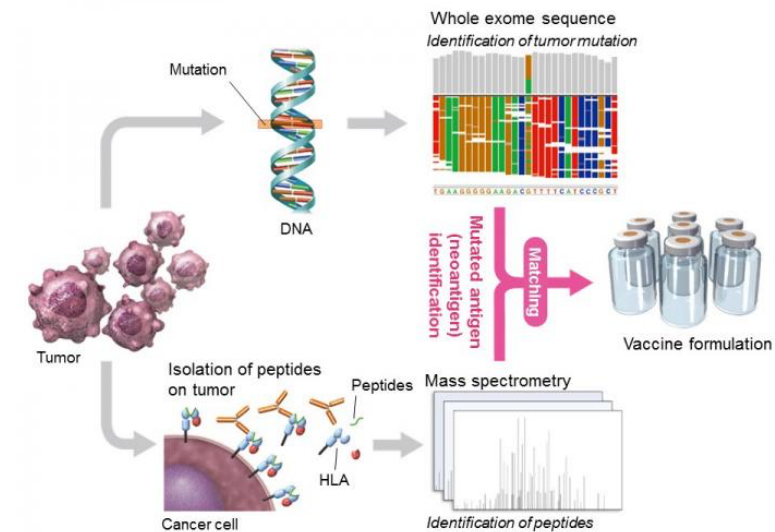 Whole exome sequence
Identification of tumor mutation
Mutation
DNA
TGAAGGGGGAAGACGTTTTCATCCCGCT
Mutated antigen
(neoantigen)
identification
Matching
Vaccine formulation
Tumor
Isolation of peptides
on tumor
Peptides
HLA
Cancer cell
Mass spectrometry
Identification of peptides